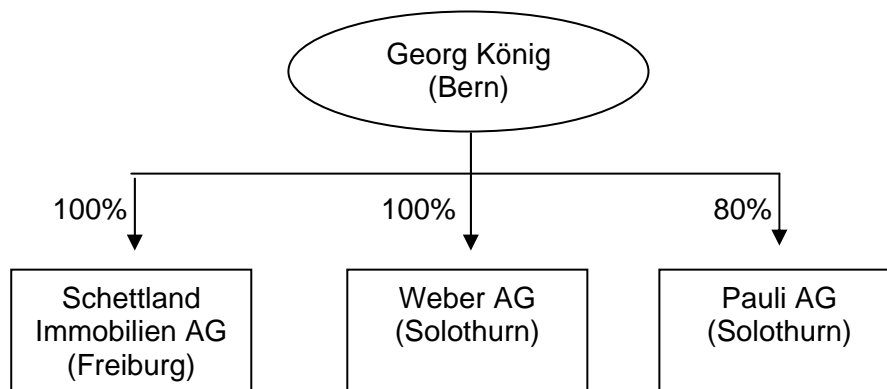 Georg König
(Bern)
100%
100%
80%
Schettland
Immobilien AG
(Freiburg)
Weber AG
(Solothurn)
Pauli AG
(Solothurn)